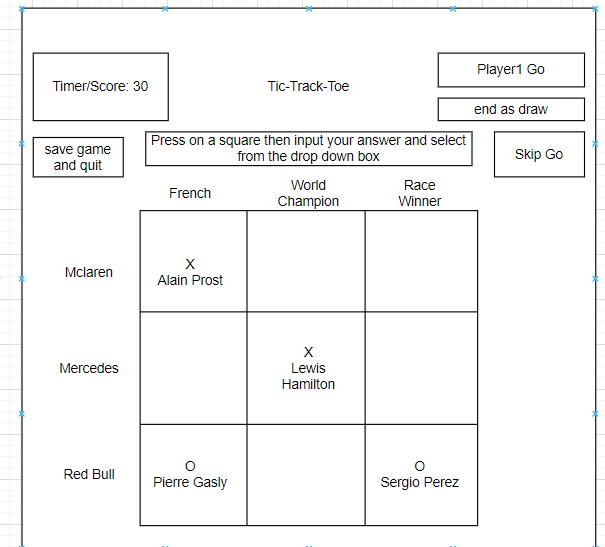 Timer/Score: 30
Tic-Track-Toe
Player1 Go
end as draw
save game
and quit
Press on a square then input your answer and select
from the drop down box
Skip Go
French
World
Champion
Race
Winner
Mclaren
X
Alain Prost
Mercedes
X
Lewis
Hamilton
Red Bull
O
Pierre Gasly
O
Sergio Perez